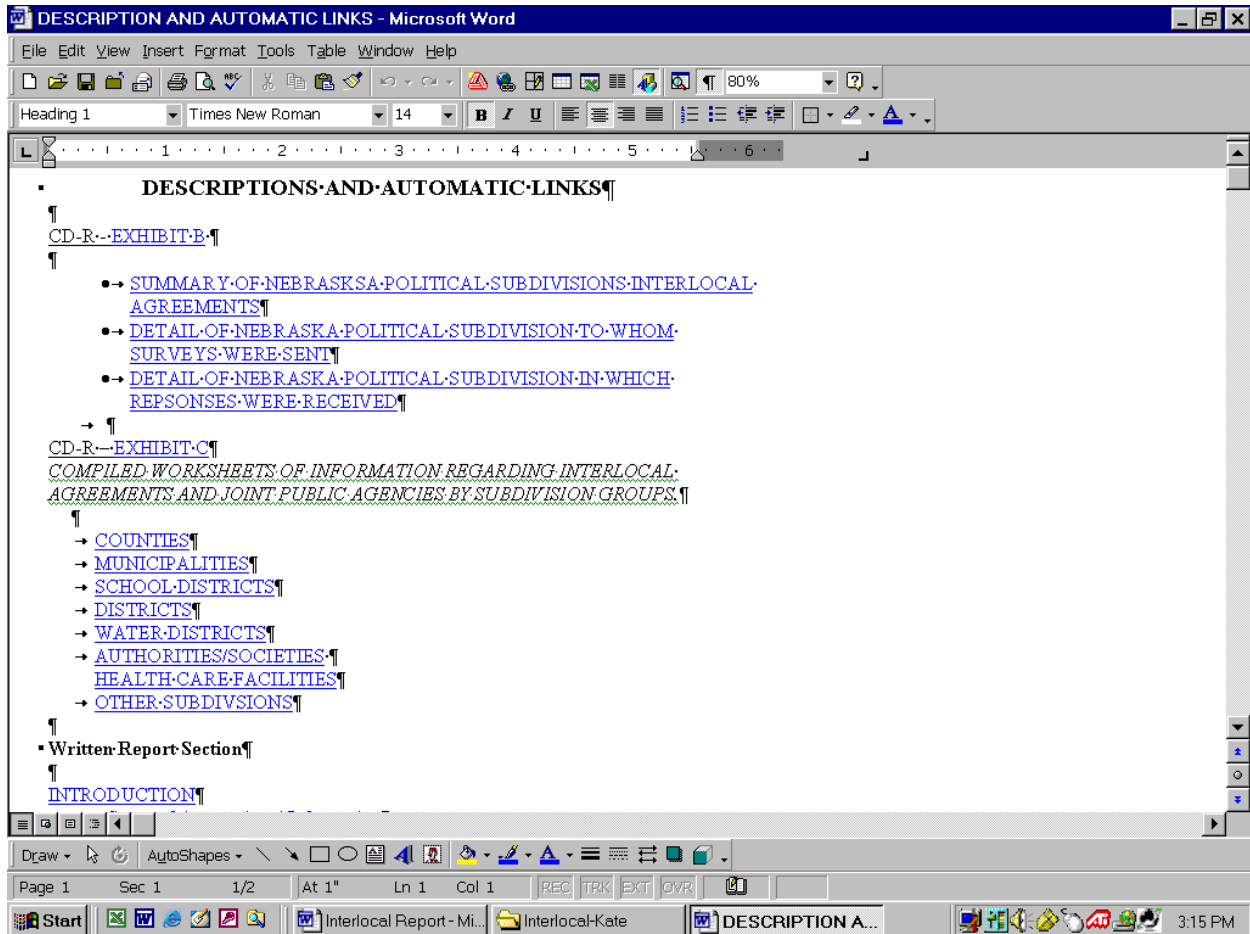 DESCRIPTION AND AUTOMATIC LINKS - Microsoft Word
File Edit View Insert Format Tools Table Window Help
80%
Heading 1 Times New Roman 14 B I U
1 2 3 4 5 6
DESCRIPTIONS·AND·AUTOMATIC·LINKS¶
¶
CD-R·-·EXHIBIT·B·¶
¶
SUMMARY·OF·NEBRASKSA·POLITICAL·SUBDIVISIONS·INTERLOCAL·
AGREEMENTS¶
DETAIL·OF·NEBRASKA·POLITICAL·SUBDIVISION·TO·WHOM·
SURVEYS·WERE·SENT¶
DETAIL·OF·NEBRASKA·POLITICAL·SUBDIVISION·IN·WHICH·
REPSONSES·WERE·RECEIVED¶
¶
CD-R·–·EXHIBIT·C¶
COMPILED·WORKSHEETS·OF·INFORMATION·REGARDING·INTERLOCAL·
AGREEMENTS·AND·JOINT·PUBLIC·AGENCIES·BY·SUBDIVISION·GROUPS.¶
¶
COUNTIES¶
MUNICIPALITIES¶
SCHOOL·DISTRICTS¶
DISTRICTS¶
WATER·DISTRICTS¶
AUTHORITIES/SOCIETIES·¶
HEALTH·CARE·FACILITIES¶
OTHER·SUBDIVSIONS¶
¶
Written·Report·Section¶
¶
INTRODUCTION¶
Draw AutoShapes
Page 1 Sec 1 1/2 At 1" Ln 1 Col 1 REC TRK EXT OVR
Start Interlocal Report - Mi... Interlocal-Kate DESCRIPTION A... 3:15 PM